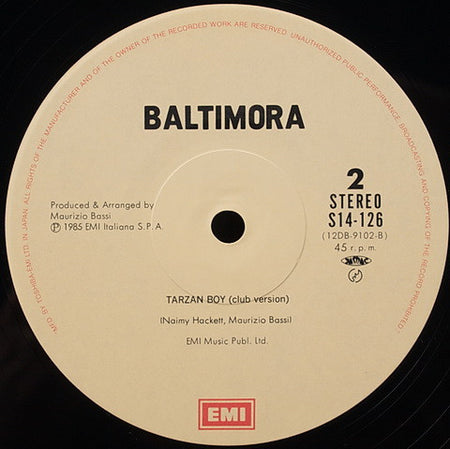 MFD. BY TOSHIBA-EMI LTD. IN JAPAN. ALL RIGHTS OF THE MANUFACTURER AND OF THE OWNER OF THE RECORDED WORK ARE RESERVED. UNAUTHORIZED PUBLIC PERFORMANCE, BROADCASTING AND COPYING OF THE RECORD PROHIBITED
BALTIMORA
2
STEREO
S14-126
(12DB-9102-B)
45 r.p.m.
Produced & Arranged by
Maurizio Bassi
Ⓟ 1985 EMI Italiana S.P.A.
TARZAN BOY (club version)
(Naimy Hackett, Maurizio Bassi)
EMI Music Publ. Ltd.
EMI